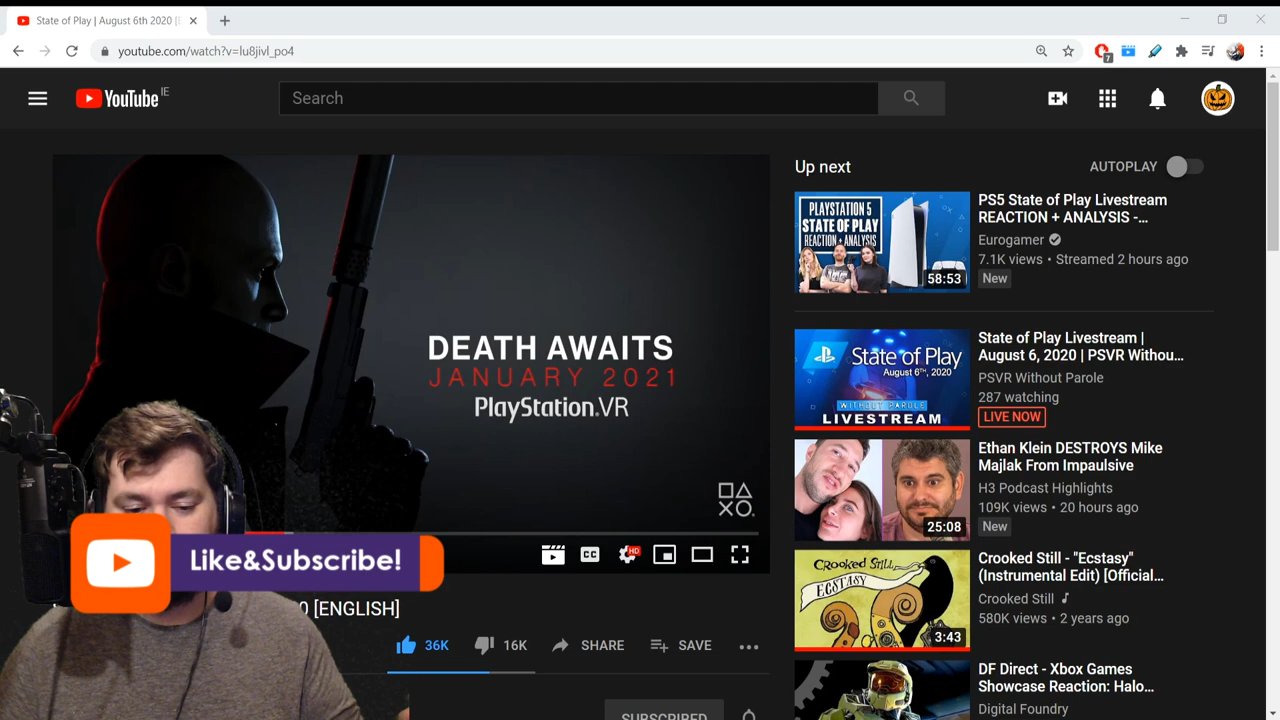 State of Play | August 6th 2020 [E
youtube.com/watch?v=lu8jivl_po4
7
YouTube IE
Search
DEATH AWAITS
JANUARY 2021
PlayStation.VR
HD
CC
Like&Subscribe!
0 [ENGLISH]
36K
16K
SHARE
SAVE
SUBSCRIBED
Up next
AUTOPLAY
PLAYSTATION 5
STATE OF PLAY
REACTION + ANALYSIS
58:53
PS5 State of Play Livestream
REACTION + ANALYSIS -...
Eurogamer
7.1K views • Streamed 2 hours ago
New
State of Play
August 6TH, 2020
WITHOUT PAROLE
LIVESTREAM
State of Play Livestream |
August 6, 2020 | PSVR Withou...
PSVR Without Parole
287 watching
LIVE NOW
25:08
Ethan Klein DESTROYS Mike
Majlak From Impaulsive
H3 Podcast Highlights
109K views • 20 hours ago
New
CROOKED STILL
ECSTASY
3:43
Crooked Still - "Ecstasy"
(Instrumental Edit) [Official...
Crooked Still
580K views • 2 years ago
DF Direct - Xbox Games
Showcase Reaction: Halo...
Digital Foundry